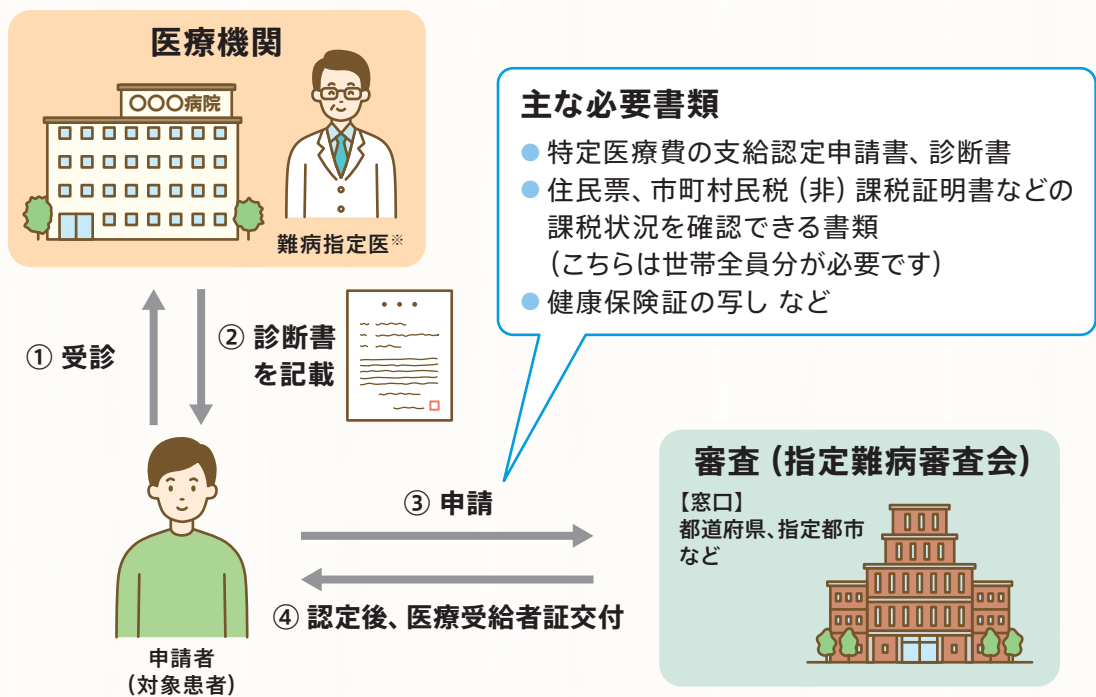 医療機関
〇〇〇病院
難病指定医※
主な必要書類
● 特定医療費の支給認定申請書、診断書
● 住民票、市町村民税（非）課税証明書などの
課税状況を確認できる書類
（こちらは世帯全員分が必要です）
● 健康保険証の写し など
① 受診
② 診断書
を記載
③ 申請
④ 認定後、医療受給者証交付
申請者
（対象患者）
審査（指定難病審査会）
【窓口】
都道府県、指定都市
など